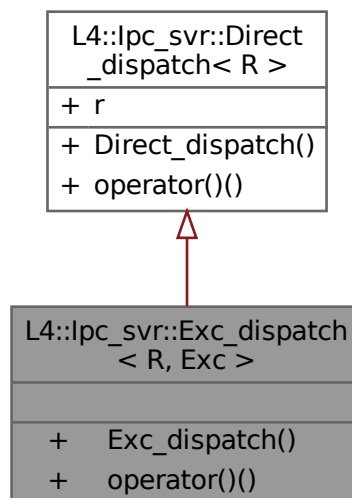 L4::Ipc_svr::Direct
_dispatch< R >
+ r
+ Direct_dispatch()
+ operator()()
L4::Ipc_svr::Exc_dispatch
< R, Exc >
+ Exc_dispatch()
+ operator()()